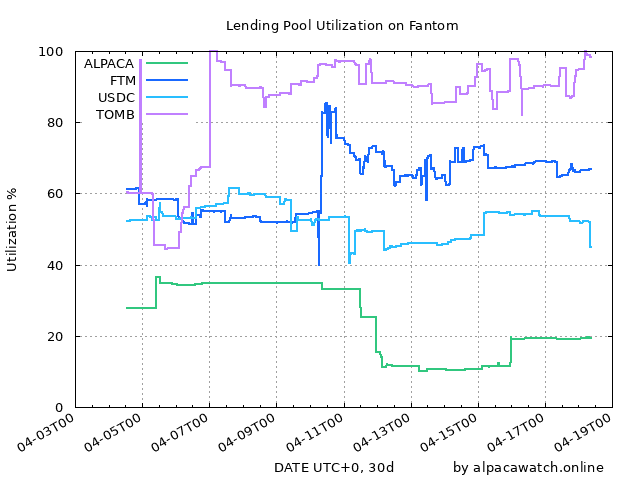 Lending Pool Utilization on Fantom
100
80
60
40
20
0
Utilization %
ALPACA
FTM
USDC
TOMB
04-03T00
04-05T00
04-07T00
04-09T00
04-11T00
04-13T00
04-15T00
04-17T00
04-19T00
DATE UTC+0, 30d
by alpacawatch.online